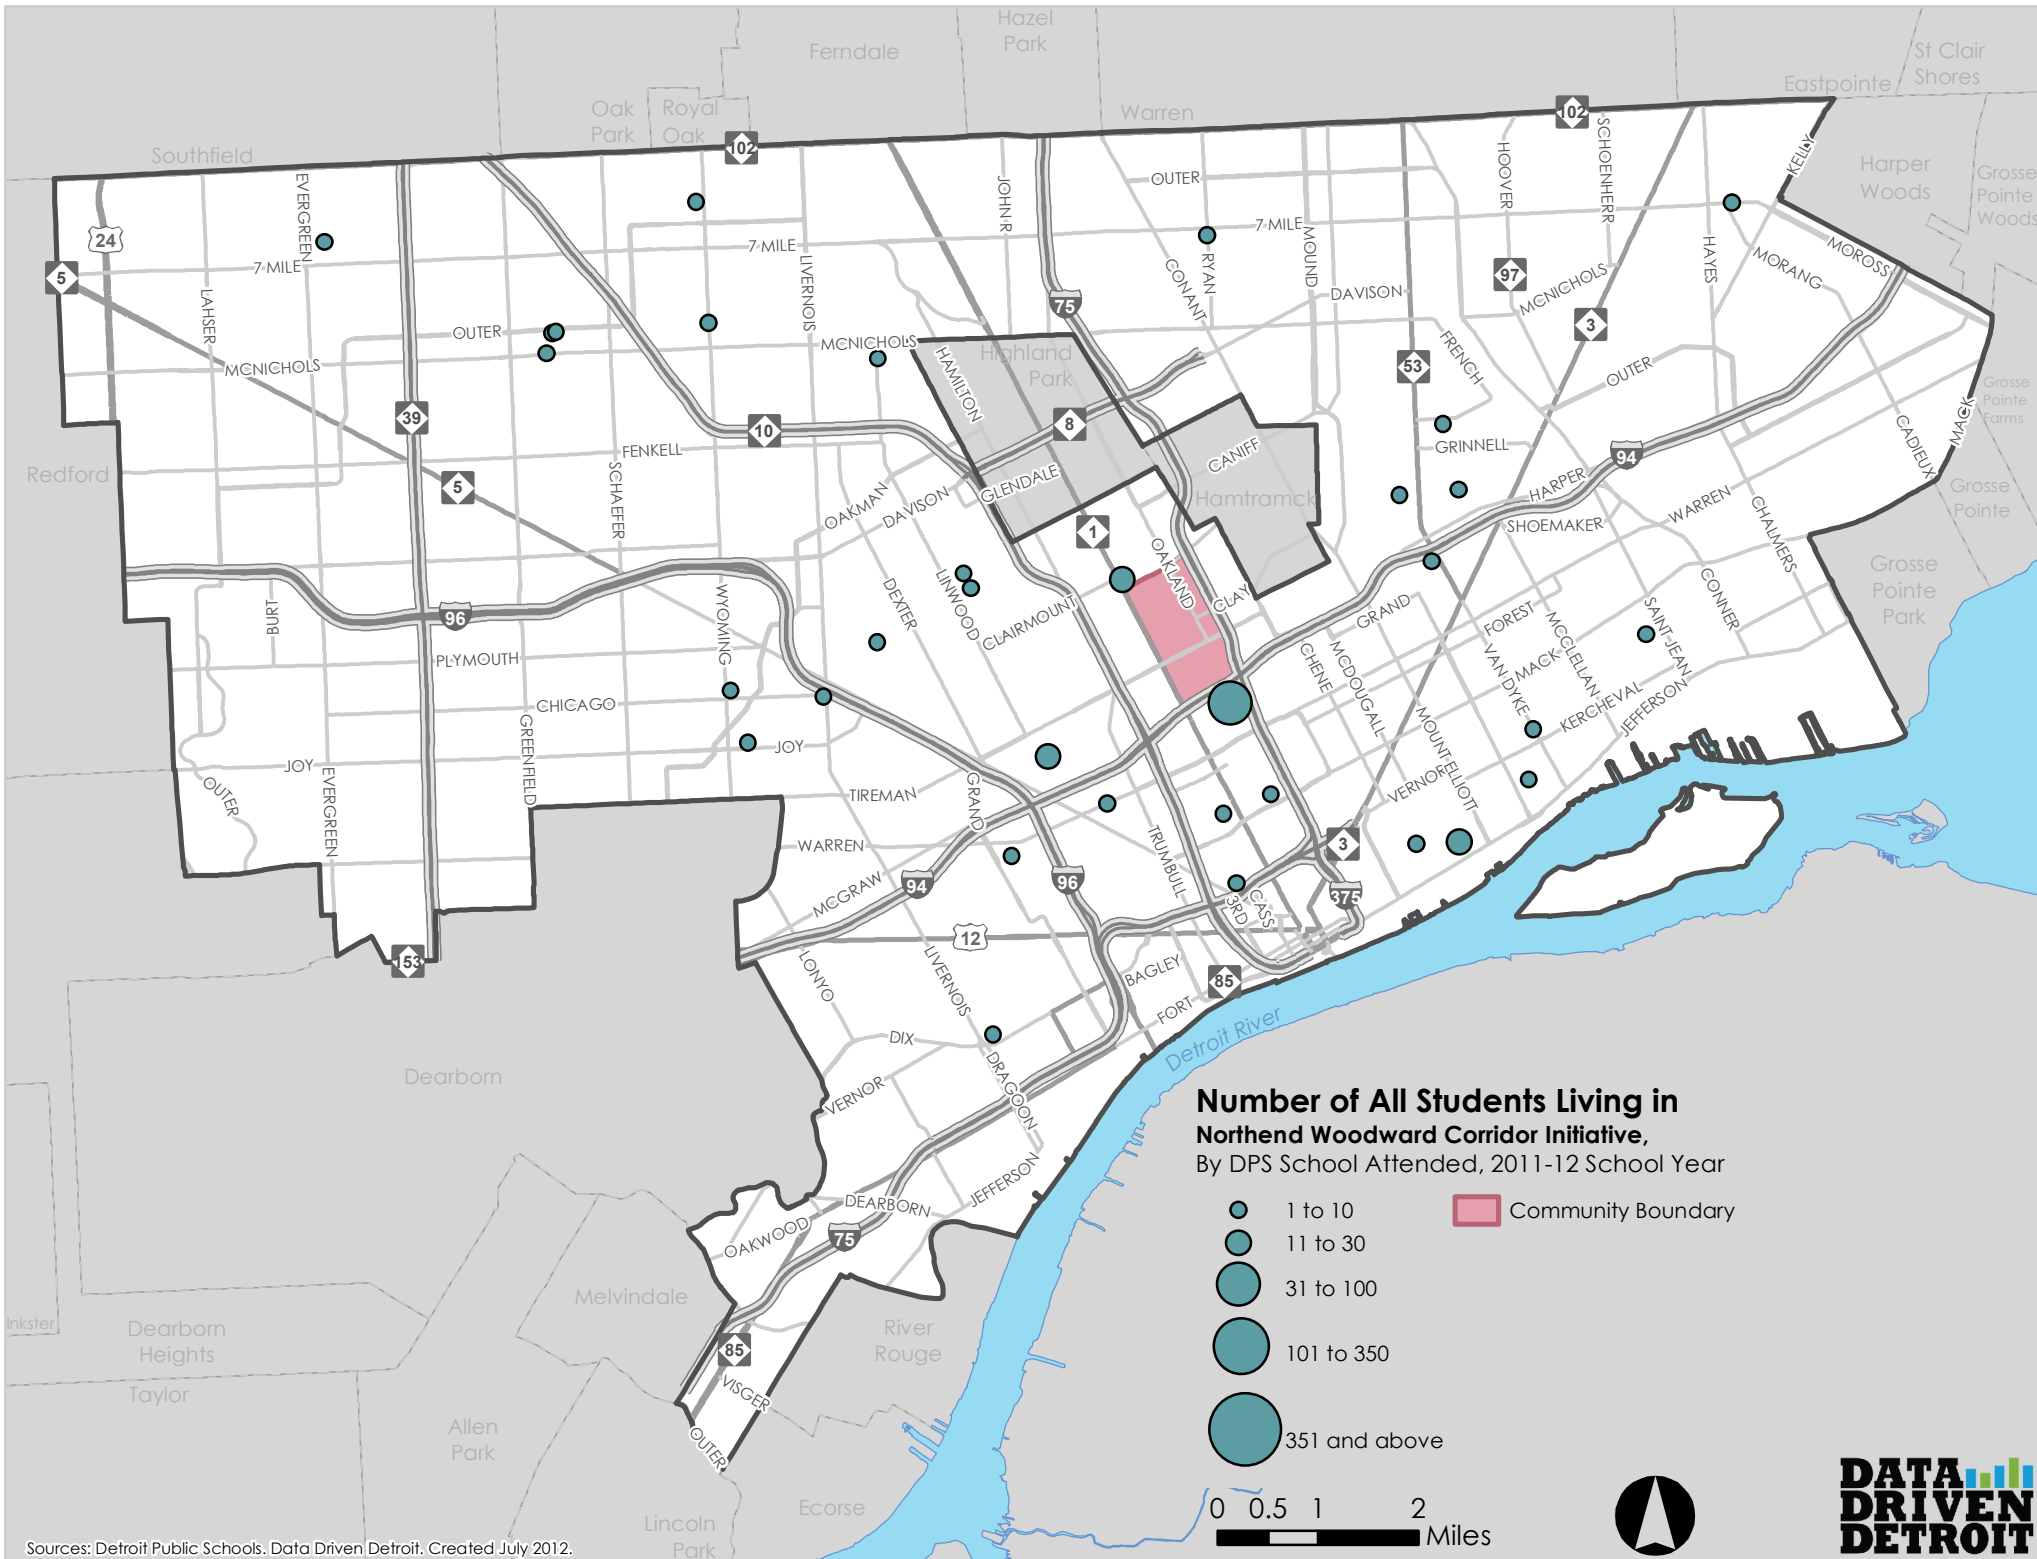 Hazel
Park
Ferndale
St Clair
Shores
Eastpointe
Oak
Park
Royal
Oak
Warren
102
102
Southfield
Harper
Woods
Grosse
Pointe
Woods
KELLY
SCHOENHERR
HOOVER
EVERGREEN
JOHN R
OUTER
24
7 MILE
7 MILE
7 MILE
5
LAHSER
LIVERNOIS
CONANT
RYAN
MOUND
97
MCNICHOLS
HAYES
MORANG
MOROSS
DAVISON
75
3
OUTER
MCNICHOLS
MCNICHOLS
Highland
Park
HAMILTON
53
FRENCH
OUTER
Grosse
Pointe
Farms
39
10
8
CANIFF
GRINNELL
94
CADIEUX
MACK
Redford
FENKELL
5
SCHAEFER
OAKMAN
DAVISON
GLENDALE
Hamtramck
HARPER
SHOEMAKER
WARREN
CHALMERS
Grosse
Pointe
1
OAKLAND
Grosse
Pointe
Park
BURT
96
WYOMING
DEXTER
LINWOOD
CLAIRMOUNT
CLAY
GRAND
FOREST
CONNER
SAINT JEAN
MCCLELLAN
PLYMOUTH
CHENE
MCDOUGALL
VAN DYKE
MACK
CHICAGO
GREENFIELD
KERCHEVAL
JEFFERSON
MOUNT ELLIOTT
JOY
JOY
OUTER
EVERGREEN
TIREMAN
GRAND
VERNOR
WARREN
TRUMBULL
3
MCGRAW
94
96
3RD
CASS
375
12
153
LONYO
LIVERNOIS
BAGLEY
85
FORT
DIX
Detroit River
DRAGOON
Dearborn
VERNOR
JEFFERSON
DEARBORN
OAKWOOD
75
Number of All Students Living in
Northend Woodward Corridor Initiative,
By DPS School Attended, 2011-12 School Year
1 to 10
Community Boundary
11 to 30
31 to 100
101 to 350
351 and above
Melvindale
Inkster
Dearborn
Heights
River
Rouge
85
VISGER
Taylor
Allen
Park
OUTER
Ecorse
Lincoln
Park
0 0.5 1 2
Miles
DATA
DRIVEN
DETROIT
Sources: Detroit Public Schools. Data Driven Detroit. Created July 2012.